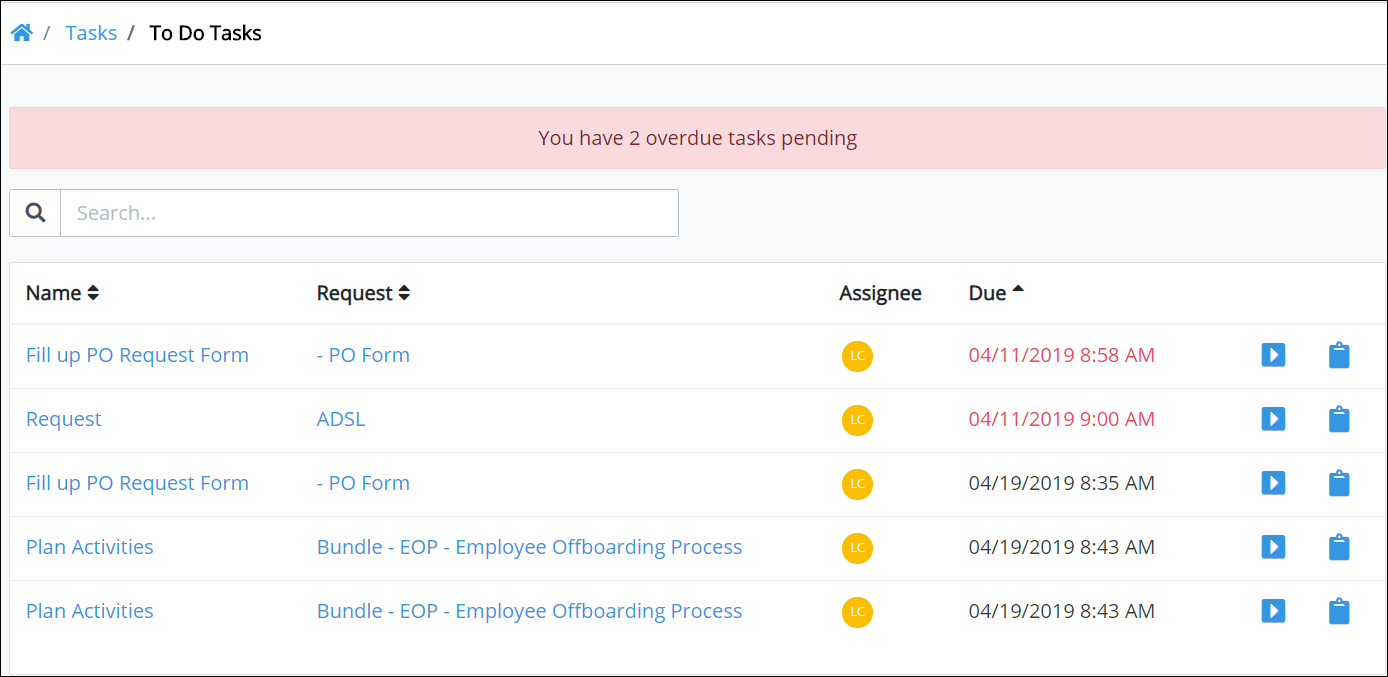 / Tasks / To Do Tasks
You have 2 overdue tasks pending
Search...
Name Request Assignee Due
Fill up PO Request Form - PO Form LC 04/11/2019 8:58 AM
Request ADSL LC 04/11/2019 9:00 AM
Fill up PO Request Form - PO Form LC 04/19/2019 8:35 AM
Plan Activities Bundle - EOP - Employee Offboarding Process LC 04/19/2019 8:43 AM
Plan Activities Bundle - EOP - Employee Offboarding Process LC 04/19/2019 8:43 AM